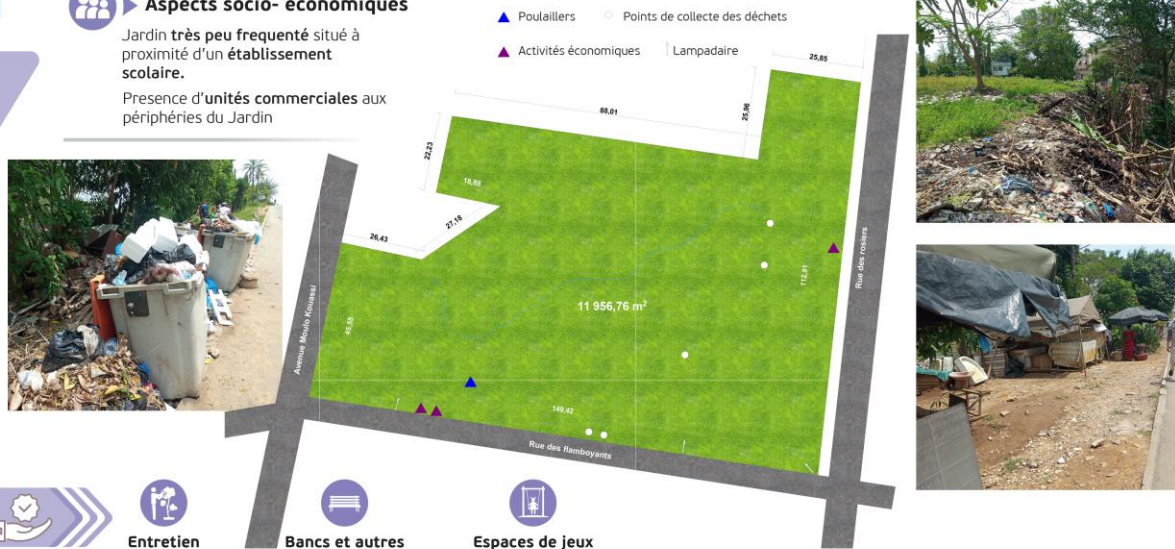 Aspects socio- économiques
Jardin très peu frequenté situé à
proximité d'un établissement
scolaire.
Presence d'unités commerciales aux
périphéries du Jardin
Poulaillers
Points de collecte des déchets
Activités économiques
Lampadaire
25,85
88,01
25,96
22,23
18,88
27,18
26,43
Rue des rosiers
112,01
11 956,76 m²
Avenue Moulo Kouassi
45,55
149,42
Rue des flamboyants
Entretien
Bancs et autres
Espaces de jeux